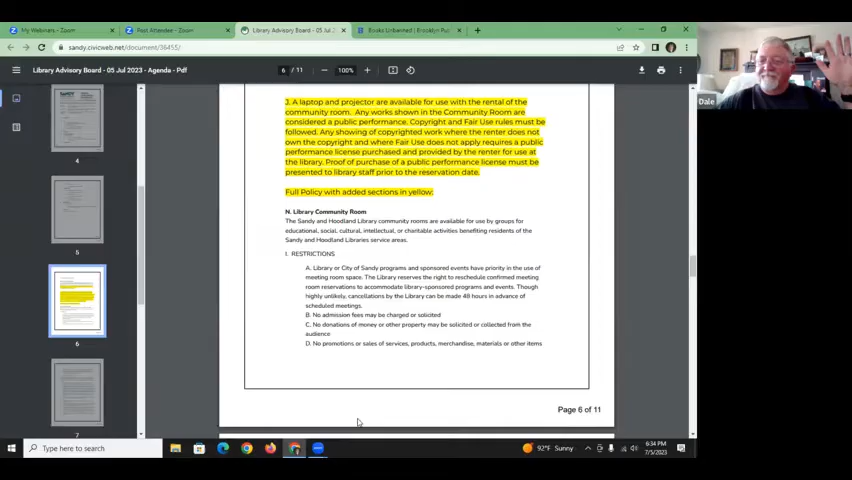 My Webinars - Zoom
Post Attendee - Zoom
Library Advisory Board - 05 Jul
Books Unbanned | Brooklyn Pu
sandy.civicweb.net/document/36455/
Library Advisory Board - 05 Jul 2023 - Agenda - Pdf
6 / 11
100%
Dale
J. A laptop and projector are available for use with the rental of the
community room. Any works shown in the Community Room are
considered a public performance. Copyright and Fair Use rules must be
followed. Any showing of copyrighted work where the renter does not
own the copyright and where Fair Use does not apply requires a public
performance license purchased and provided by the renter for use at
the library. Proof of purchase of a public performance license must be
presented to library staff prior to the reservation date.
Full Policy with added sections in yellow:
N. Library Community Room
The Sandy and Hoodland Library community rooms are available for use by groups for
educational, social, cultural, intellectual, or charitable activities benefiting residents of the
Sandy and Hoodland Libraries service areas.
I. RESTRICTIONS
A. Library or City of Sandy programs and sponsored events have priority in the use of
meeting room space. The Library reserves the right to reschedule confirmed meeting
room reservations to accommodate library-sponsored programs and events. Though
highly unlikely, cancellations by the Library can be made 48 hours in advance of
scheduled meetings.
B. No admission fees may be charged or solicited
C. No donations of money or other property may be solicited or collected from the
audience
D. No promotions or sales of services, products, merchandise, materials or other items
Page 6 of 11
4
5
6
7
Type here to search
92°F Sunny
6:34 PM
7/5/2023